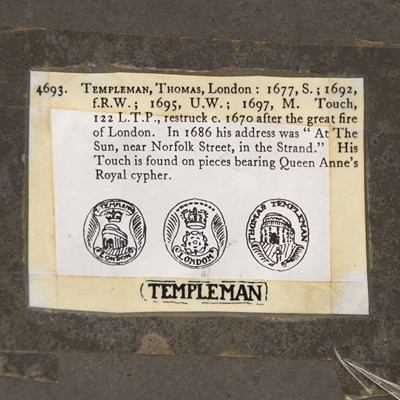 4693. TEMPLEMAN, THOMAS, London : 1677, S. ; 1692,
f.R.W. ; 1695, U.W. ; 1697, M. Touch,
122 L.T.P., restruck c. 1670 after the great fire
of London. In 1686 his address was “ At The
Sun, near Norfolk Street, in the Strand.” His
Touch is found on pieces bearing Queen Anne's
Royal cypher.
TEMPLEMAN
LONDON
LONDON
THOMAS TEMPLEMAN
TEMPLEMAN